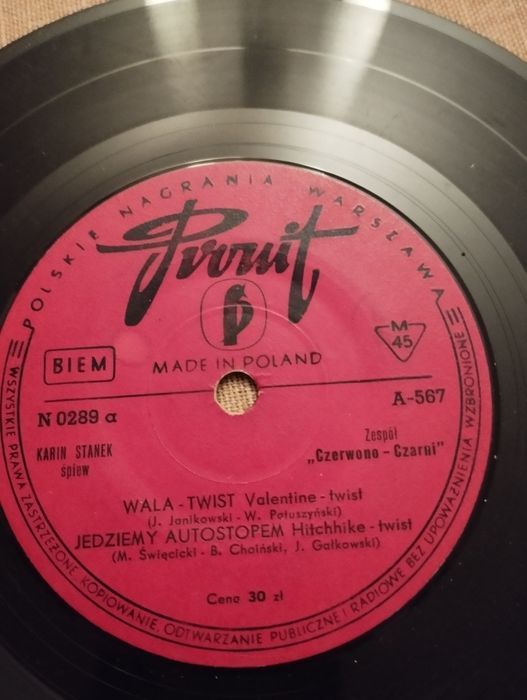 POLSKIE NAGRANIA WARSZAWA
Pronit
BIEM
MADE IN POLAND
M
45
N 0289 a
A-567
KARIN STANEK
śpiew
Zespół
„Czerwono - Czarni"
WALA - TWIST Valentine - twist
(J. Janikowski - W. Potuszyński)
JEDZIEMY AUTOSTOPEM Hitchhike - twist
(M. Święcicki - B. Choiński, J. Gałkowski)
Cena 30 zł
WSZYSTKIE PRAWA ZASTRZEŻONE. KOPIOWANIE, ODTWARZANIE PUBLICZNE I RADIOWE BEZ UPOWAŻNIENIA WZBRONIONE